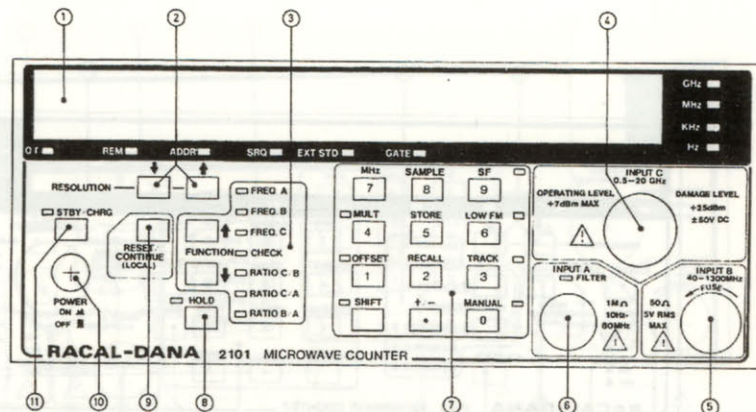 1 2 3 4
GHz
MHz
KHz
Hz
REM ADDR SRQ EXT STD GATE
RESOLUTION
STBY/CHRG
RESET/
CONTINUE
(LOCAL)
FUNCTION
POWER
ON
OFF
HOLD
FREQ. A
FREQ. B
FREQ. C
CHECK
RATIO C/B
RATIO C/A
RATIO B/A
MHz SAMPLE SF
7 8 9
MULT STORE LOW FM
4 5 6
OFFSET RECALL TRACK
1 2 3
SHIFT +/- MANUAL
. 0
INPUT C
0.5–20 GHz
OPERATING LEVEL
+7dBm MAX
DAMAGE LEVEL
+25dBm
±50V DC
INPUT A
FILTER
1MΩ
10Hz-
80MHz
INPUT B
40-1300MHz
FUSE
50Ω
5V RMS
MAX
RACAL-DANA 2101 MICROWAVE COUNTER
11 10 9 8 7 6 5